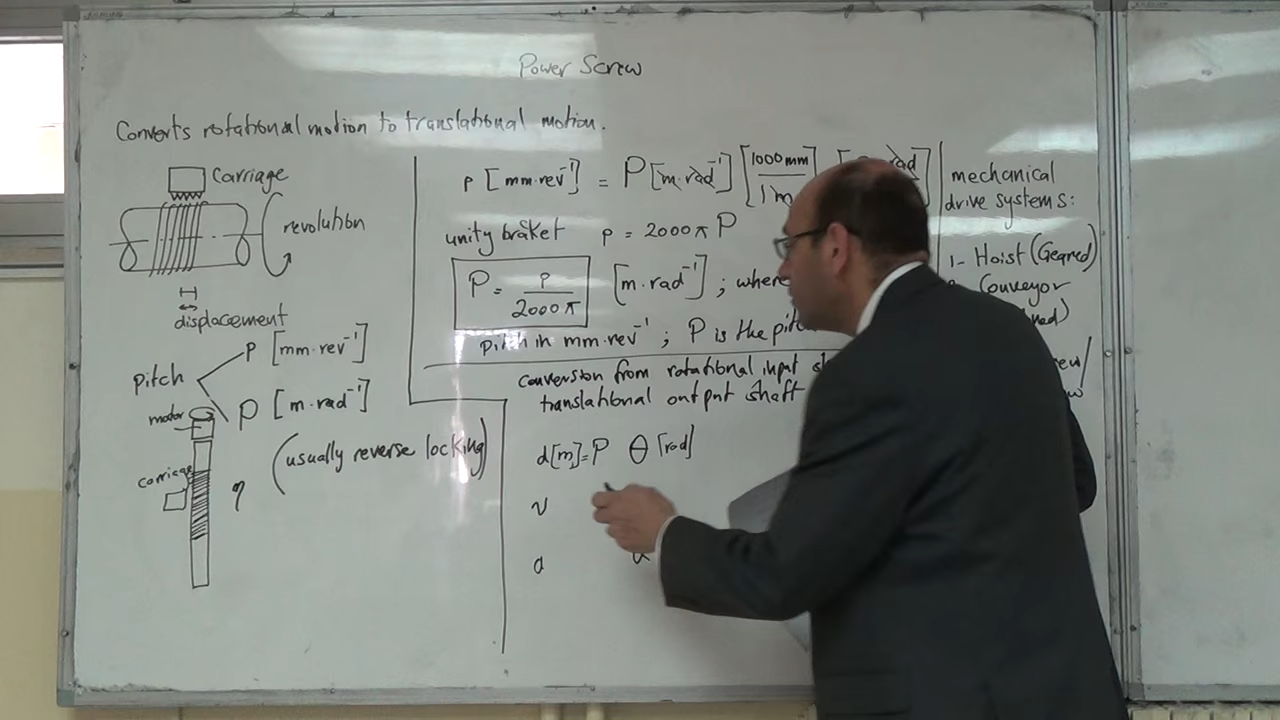 Power Screw
Converts rotational motion to translational motion.
carriage
revolution
displacement
pitch
p [mm.rev⁻¹]
P [m.rad⁻¹]
motor
(usually reverse locking)
carriage
η
p [mm.rev⁻¹] = P [m.rad⁻¹] [1000 mm / 1 m] rad
unity braket p = 2000π P
P = p / 2000π [m.rad⁻¹] ; where
pitch in mm.rev⁻¹ ; P is the
conversion from rotational input
translational output shaft
d[m] = P θ [rad]
v
a α
mechanical
drive systems:
1- Hoist (Geared)
Conveyor